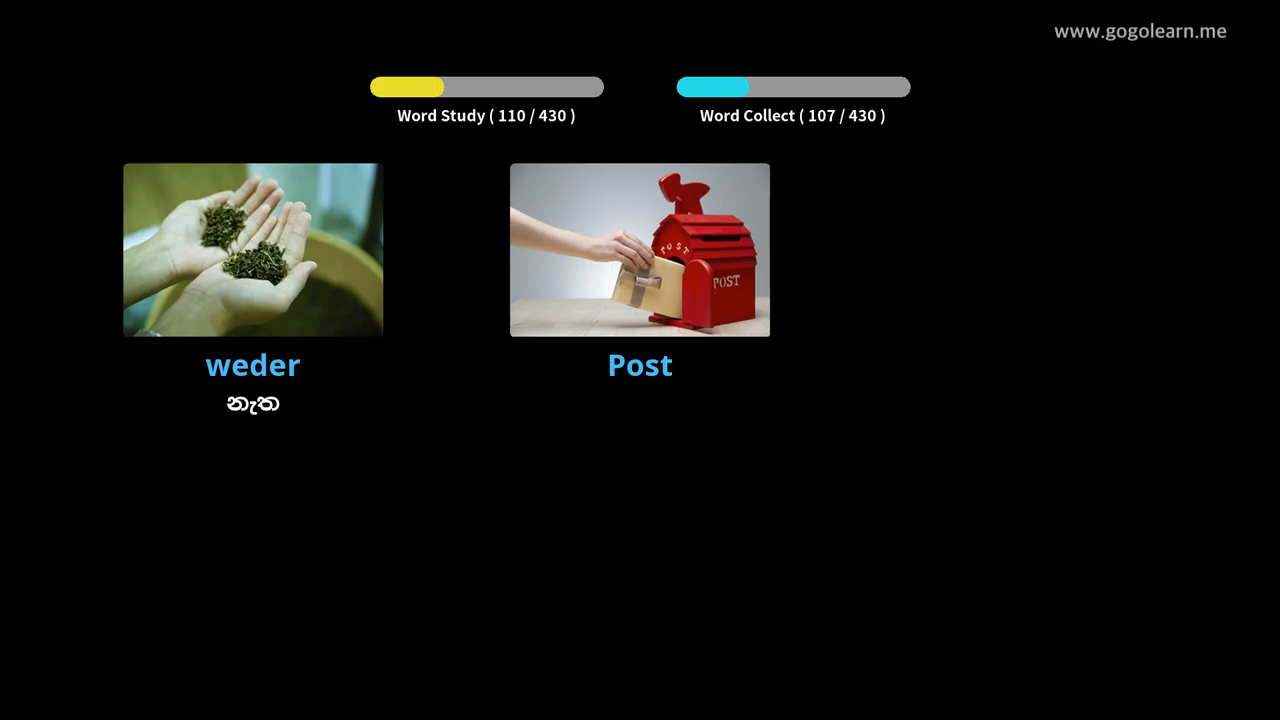 www.gogolearn.me
Word Study ( 110 / 430 )
Word Collect ( 107 / 430 )
POST
POST
weder
Post
නැත